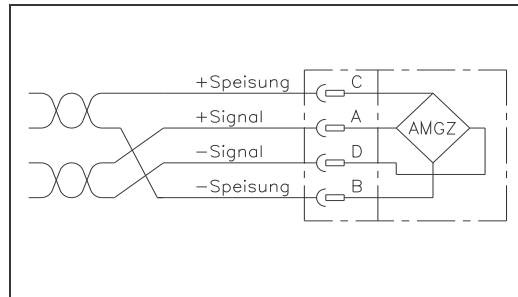 +Speisung C
+Signal A
AMGZ
-Signal D
-Speisung B